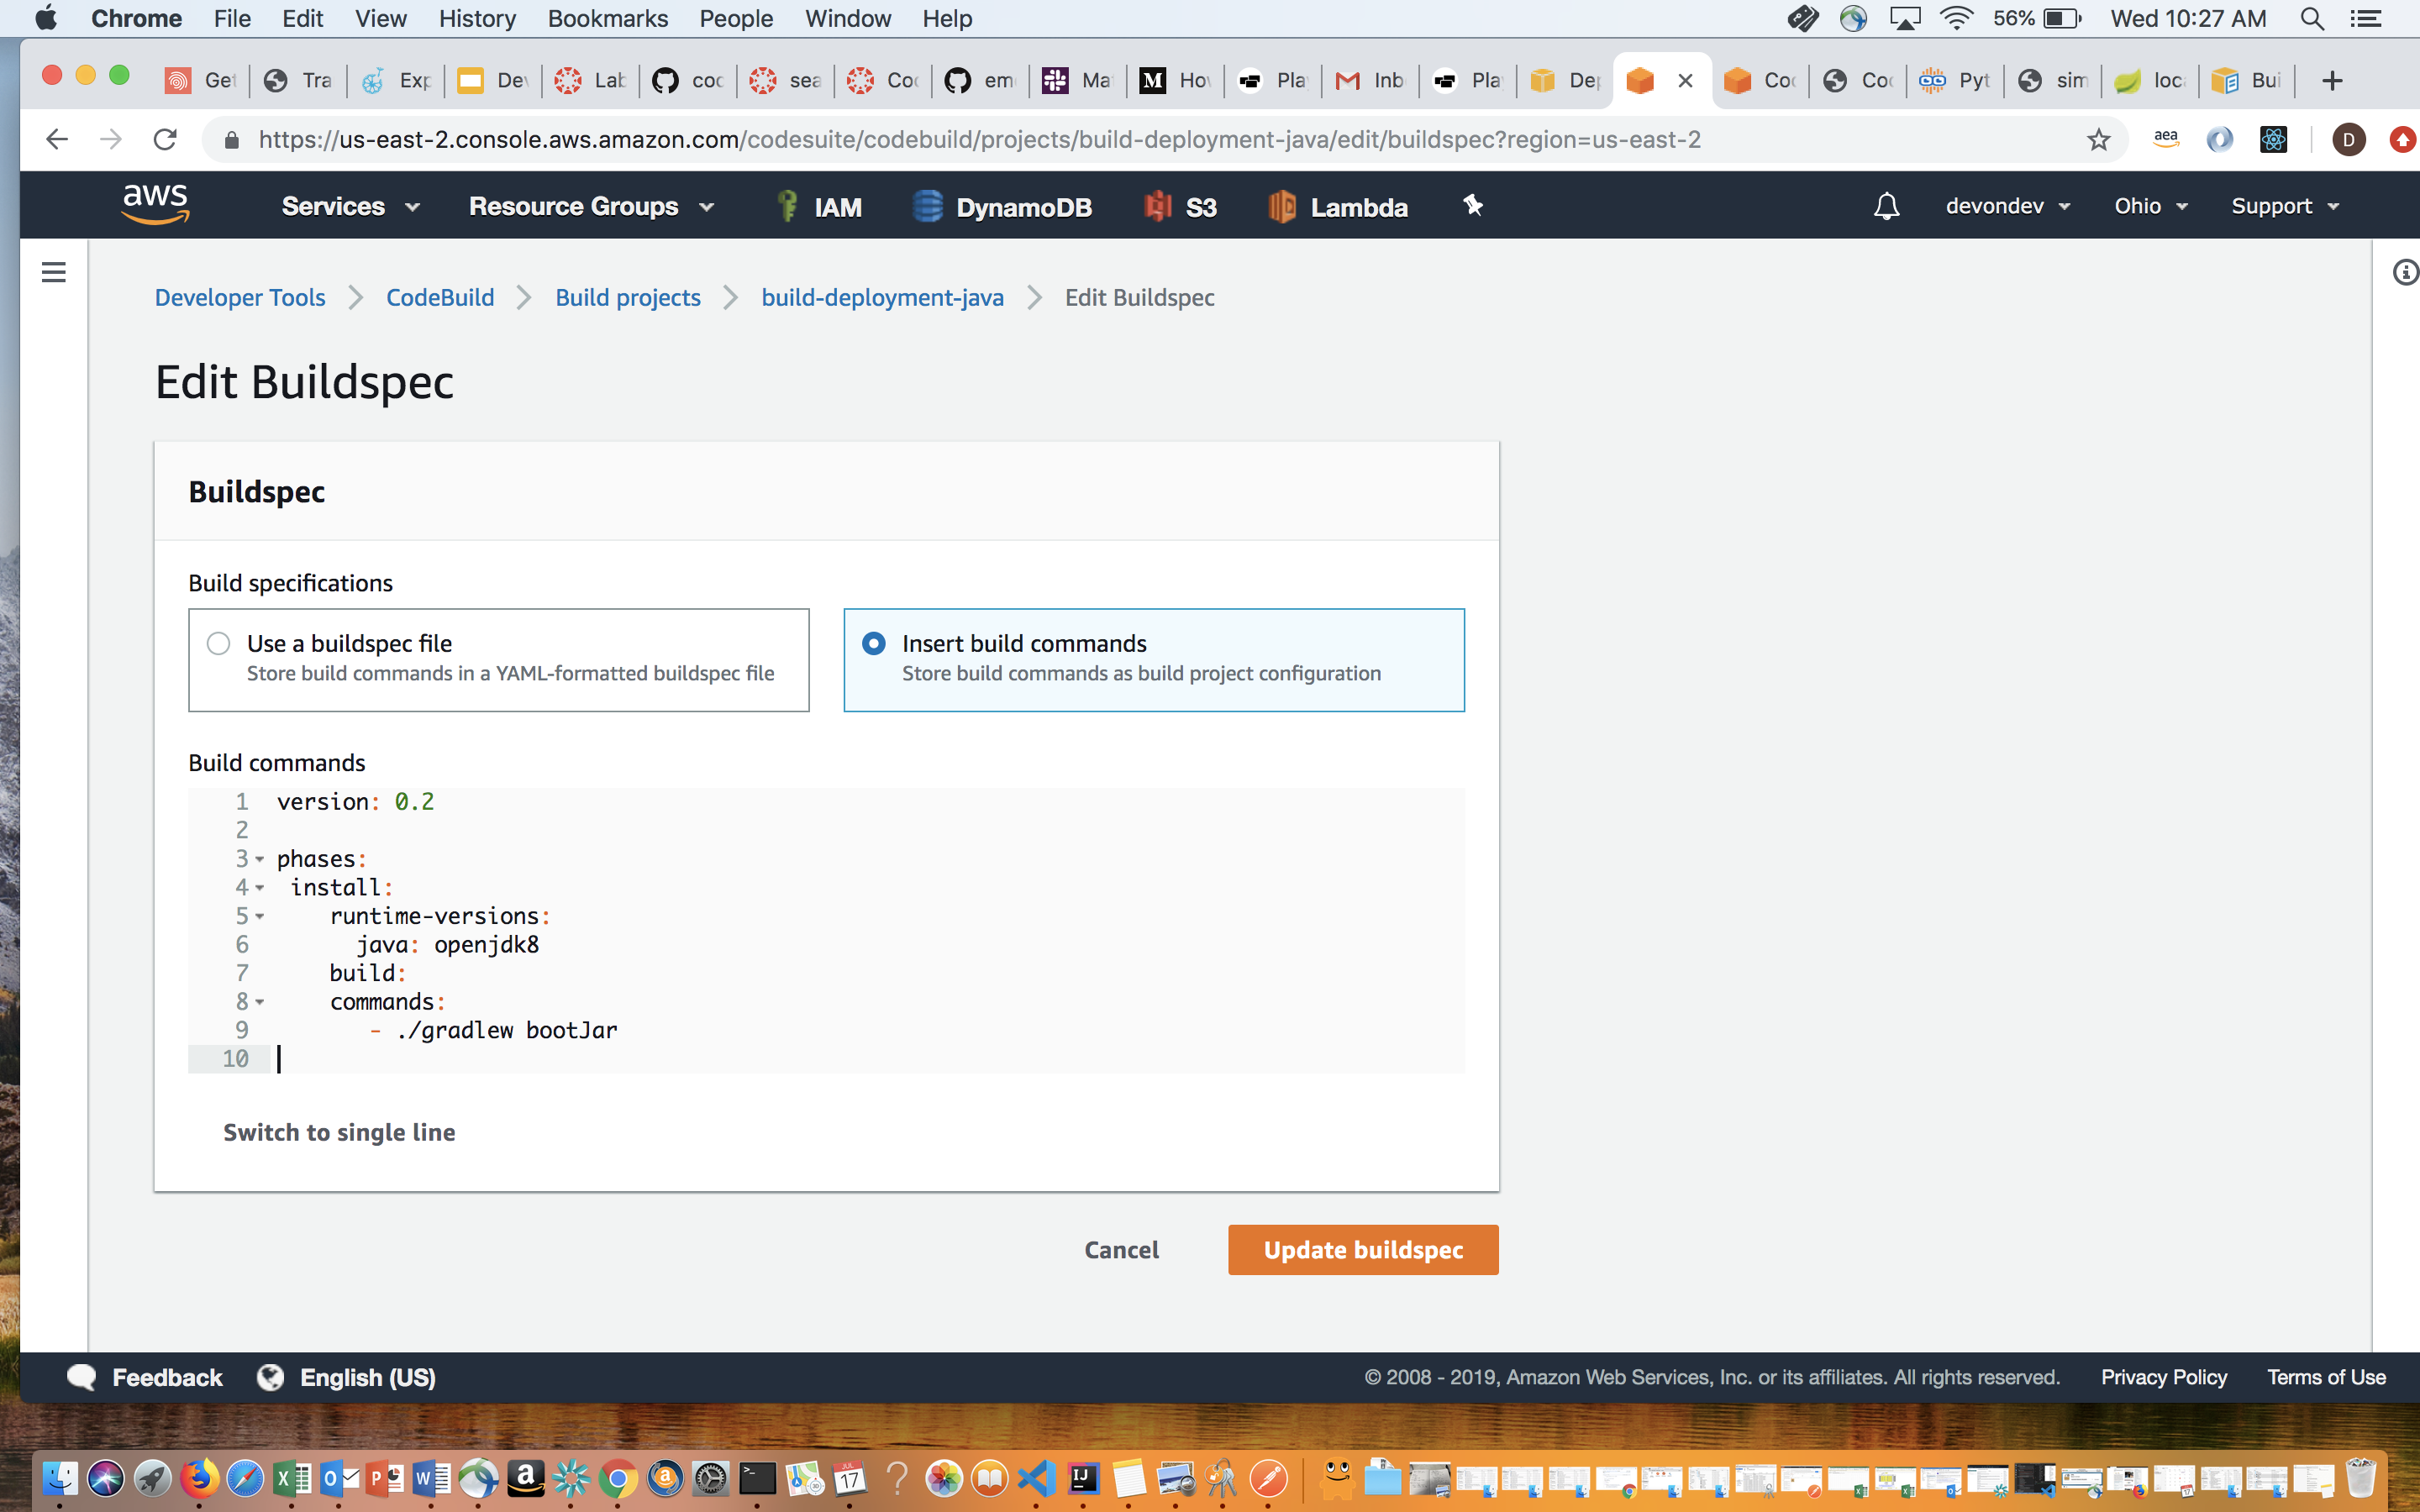 Chrome File Edit View History Bookmarks People Window Help 56% Wed 10:27 AM
Get Tra Exp Dev Lab coc sea Coc em Ma M Hov Pla Inb Pla Dep Coc Coc Pyt sim loca Bui
https://us-east-2.console.aws.amazon.com/codesuite/codebuild/projects/build-deployment-java/edit/buildspec?region=us-east-2 aea D
aws Services Resource Groups IAM DynamoDB S3 Lambda devondev Ohio Support
Developer Tools CodeBuild Build projects build-deployment-java Edit Buildspec
Edit Buildspec
Buildspec
Build specifications
Use a buildspec file
Store build commands in a YAML-formatted buildspec file
Insert build commands
Store build commands as build project configuration
Build commands
1 version: 0.2
2
3 phases:
4 install:
5 runtime-versions:
6 java: openjdk8
7 build:
8 commands:
9 - ./gradlew bootJar
10
Switch to single line
Cancel Update buildspec
Feedback English (US) © 2008 - 2019, Amazon Web Services, Inc. or its affiliates. All rights reserved. Privacy Policy Terms of Use
JUL
17
IJ